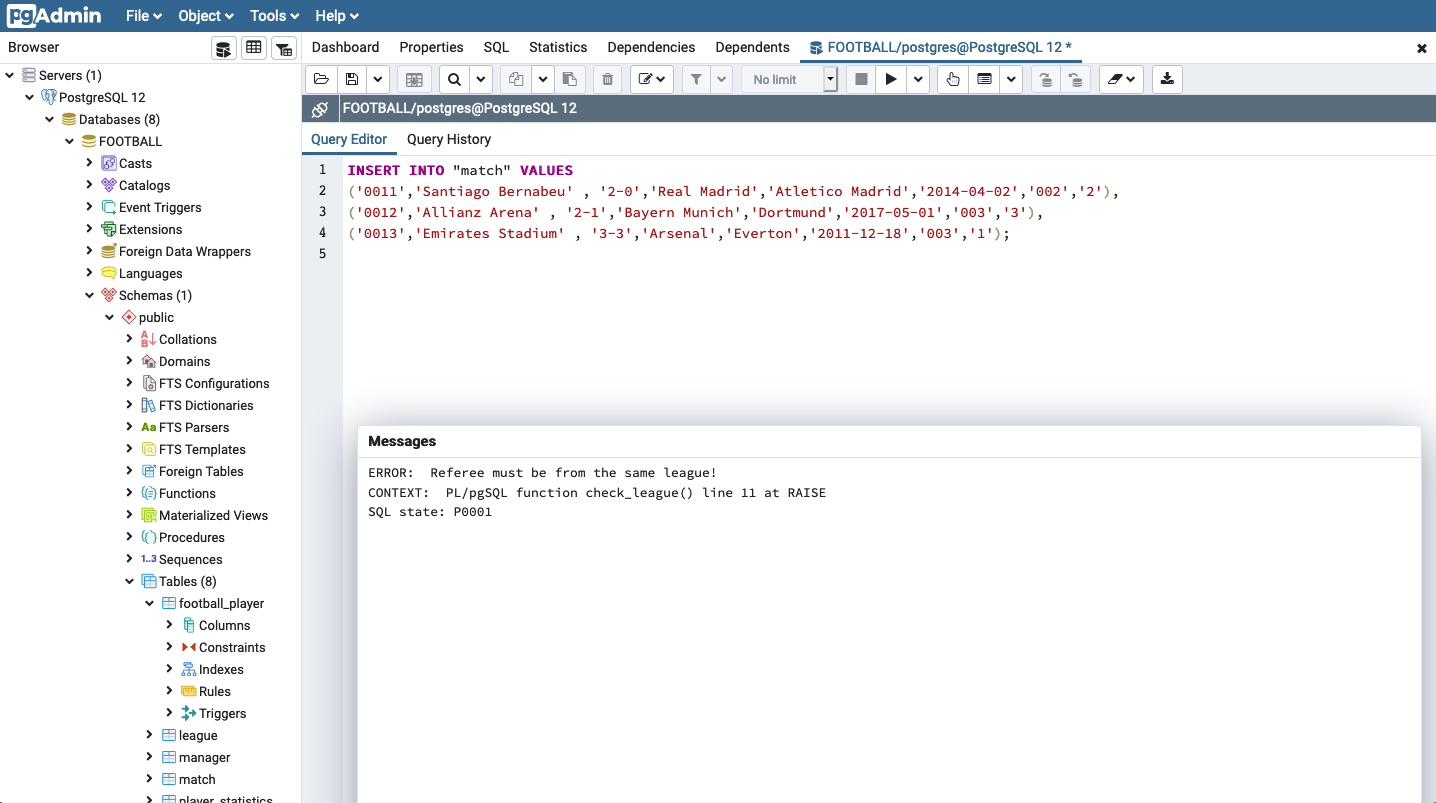 pgAdmin File Object Tools Help
Browser
Dashboard Properties SQL Statistics Dependencies Dependents FOOTBALL/postgres@PostgreSQL 12 *
Servers (1)
PostgreSQL 12
Databases (8)
FOOTBALL
Casts
Catalogs
Event Triggers
Extensions
Foreign Data Wrappers
Languages
Schemas (1)
public
Collations
Domains
FTS Configurations
FTS Dictionaries
Aa FTS Parsers
FTS Templates
Foreign Tables
Functions
Materialized Views
Procedures
1..3 Sequences
Tables (8)
football_player
Columns
Constraints
Indexes
Rules
Triggers
league
manager
match
player_statistics
No limit
FOOTBALL/postgres@PostgreSQL 12
Query Editor Query History
1 INSERT INTO "match" VALUES
2 ('0011','Santiago Bernabeu' , '2-0','Real Madrid','Atletico Madrid','2014-04-02','002','2'),
3 ('0012','Allianz Arena' , '2-1','Bayern Munich','Dortmund','2017-05-01','003','3'),
4 ('0013','Emirates Stadium' , '3-3','Arsenal','Everton','2011-12-18','003','1');
5
Messages
ERROR:  Referee must be from the same league!
CONTEXT:  PL/pgSQL function check_league() line 11 at RAISE
SQL state: P0001